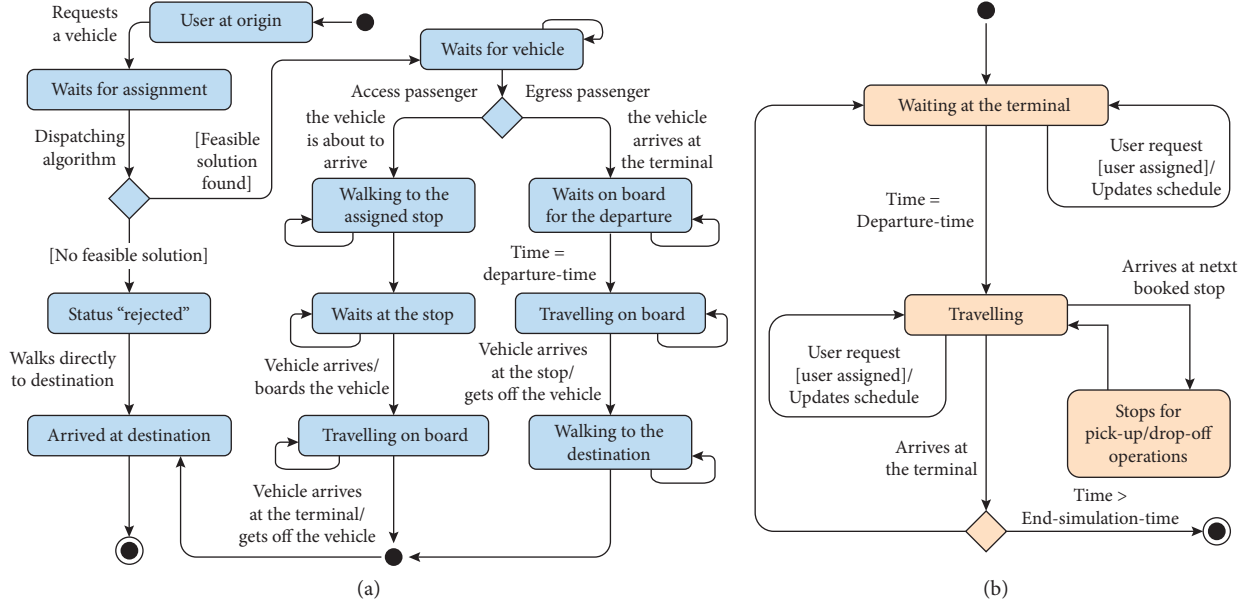 Requests
a vehicle
User at origin
Waits for vehicle
Waits for assignment
Access passenger
Egress passenger
Dispatching
algorithm
[Feasible
solution
found]
the vehicle
is about to
arrive
the vehicle
arrives at
the terminal
Walking to the
assigned stop
Waits on board
for the departure
[No feasible solution]
Time =
departure-time
Status “rejected”
Waits at the stop
Travelling on board
Walks directly
to destination
Vehicle arrives/
boards the vehicle
Vehicle arrives
at the stop/
gets off the vehicle
Arrived at destination
Travelling on board
Walking to the
destination
Vehicle arrives
at the terminal/
gets off the vehicle
(a)
Waiting at the terminal
User request
[user assigned]/
Updates schedule
Time =
Departure-time
Arrives at netxt
booked stop
Travelling
User request
[user assigned]/
Updates schedule
Stops for
pick-up/drop-off
operations
Arrives at
the terminal
Time >
End-simulation-time
(b)